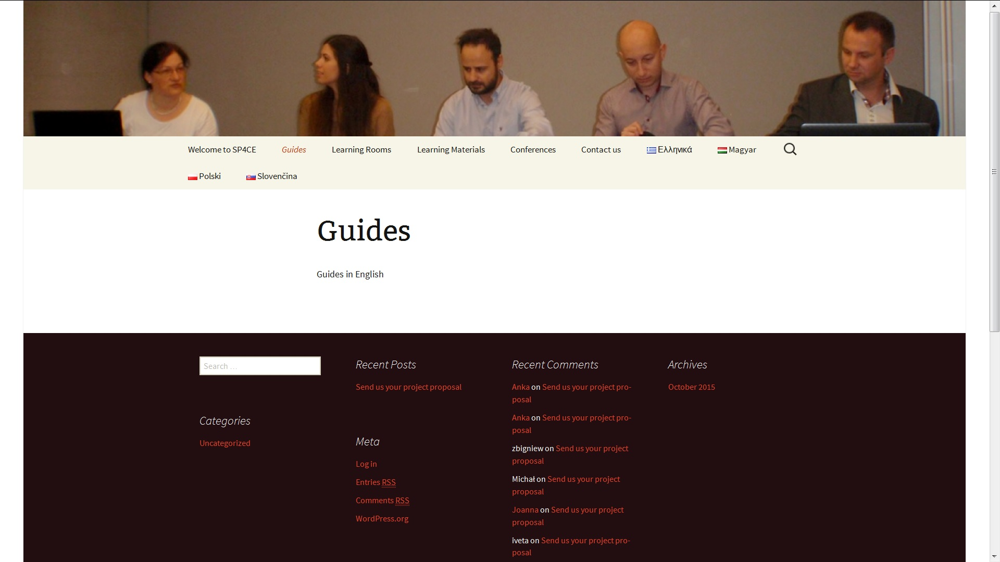 Welcome to SP4CE
Guides
Learning Rooms
Learning Materials
Conferences
Contact us
Ελληνικά
Magyar
Polski
Slovenčina
Guides
Guides in English
Search …
Categories
Uncategorized
Recent Posts
Send us your project proposal
Meta
Log in
Entries RSS
Comments RSS
WordPress.org
Recent Comments
Anka on Send us your project pro-
posal
Anka on Send us your project pro-
posal
zbigniew on Send us your project
proposal
Michał on Send us your project
proposal
Joanna on Send us your project
proposal
iveta on Send us your project pro-
posal
Archives
October 2015